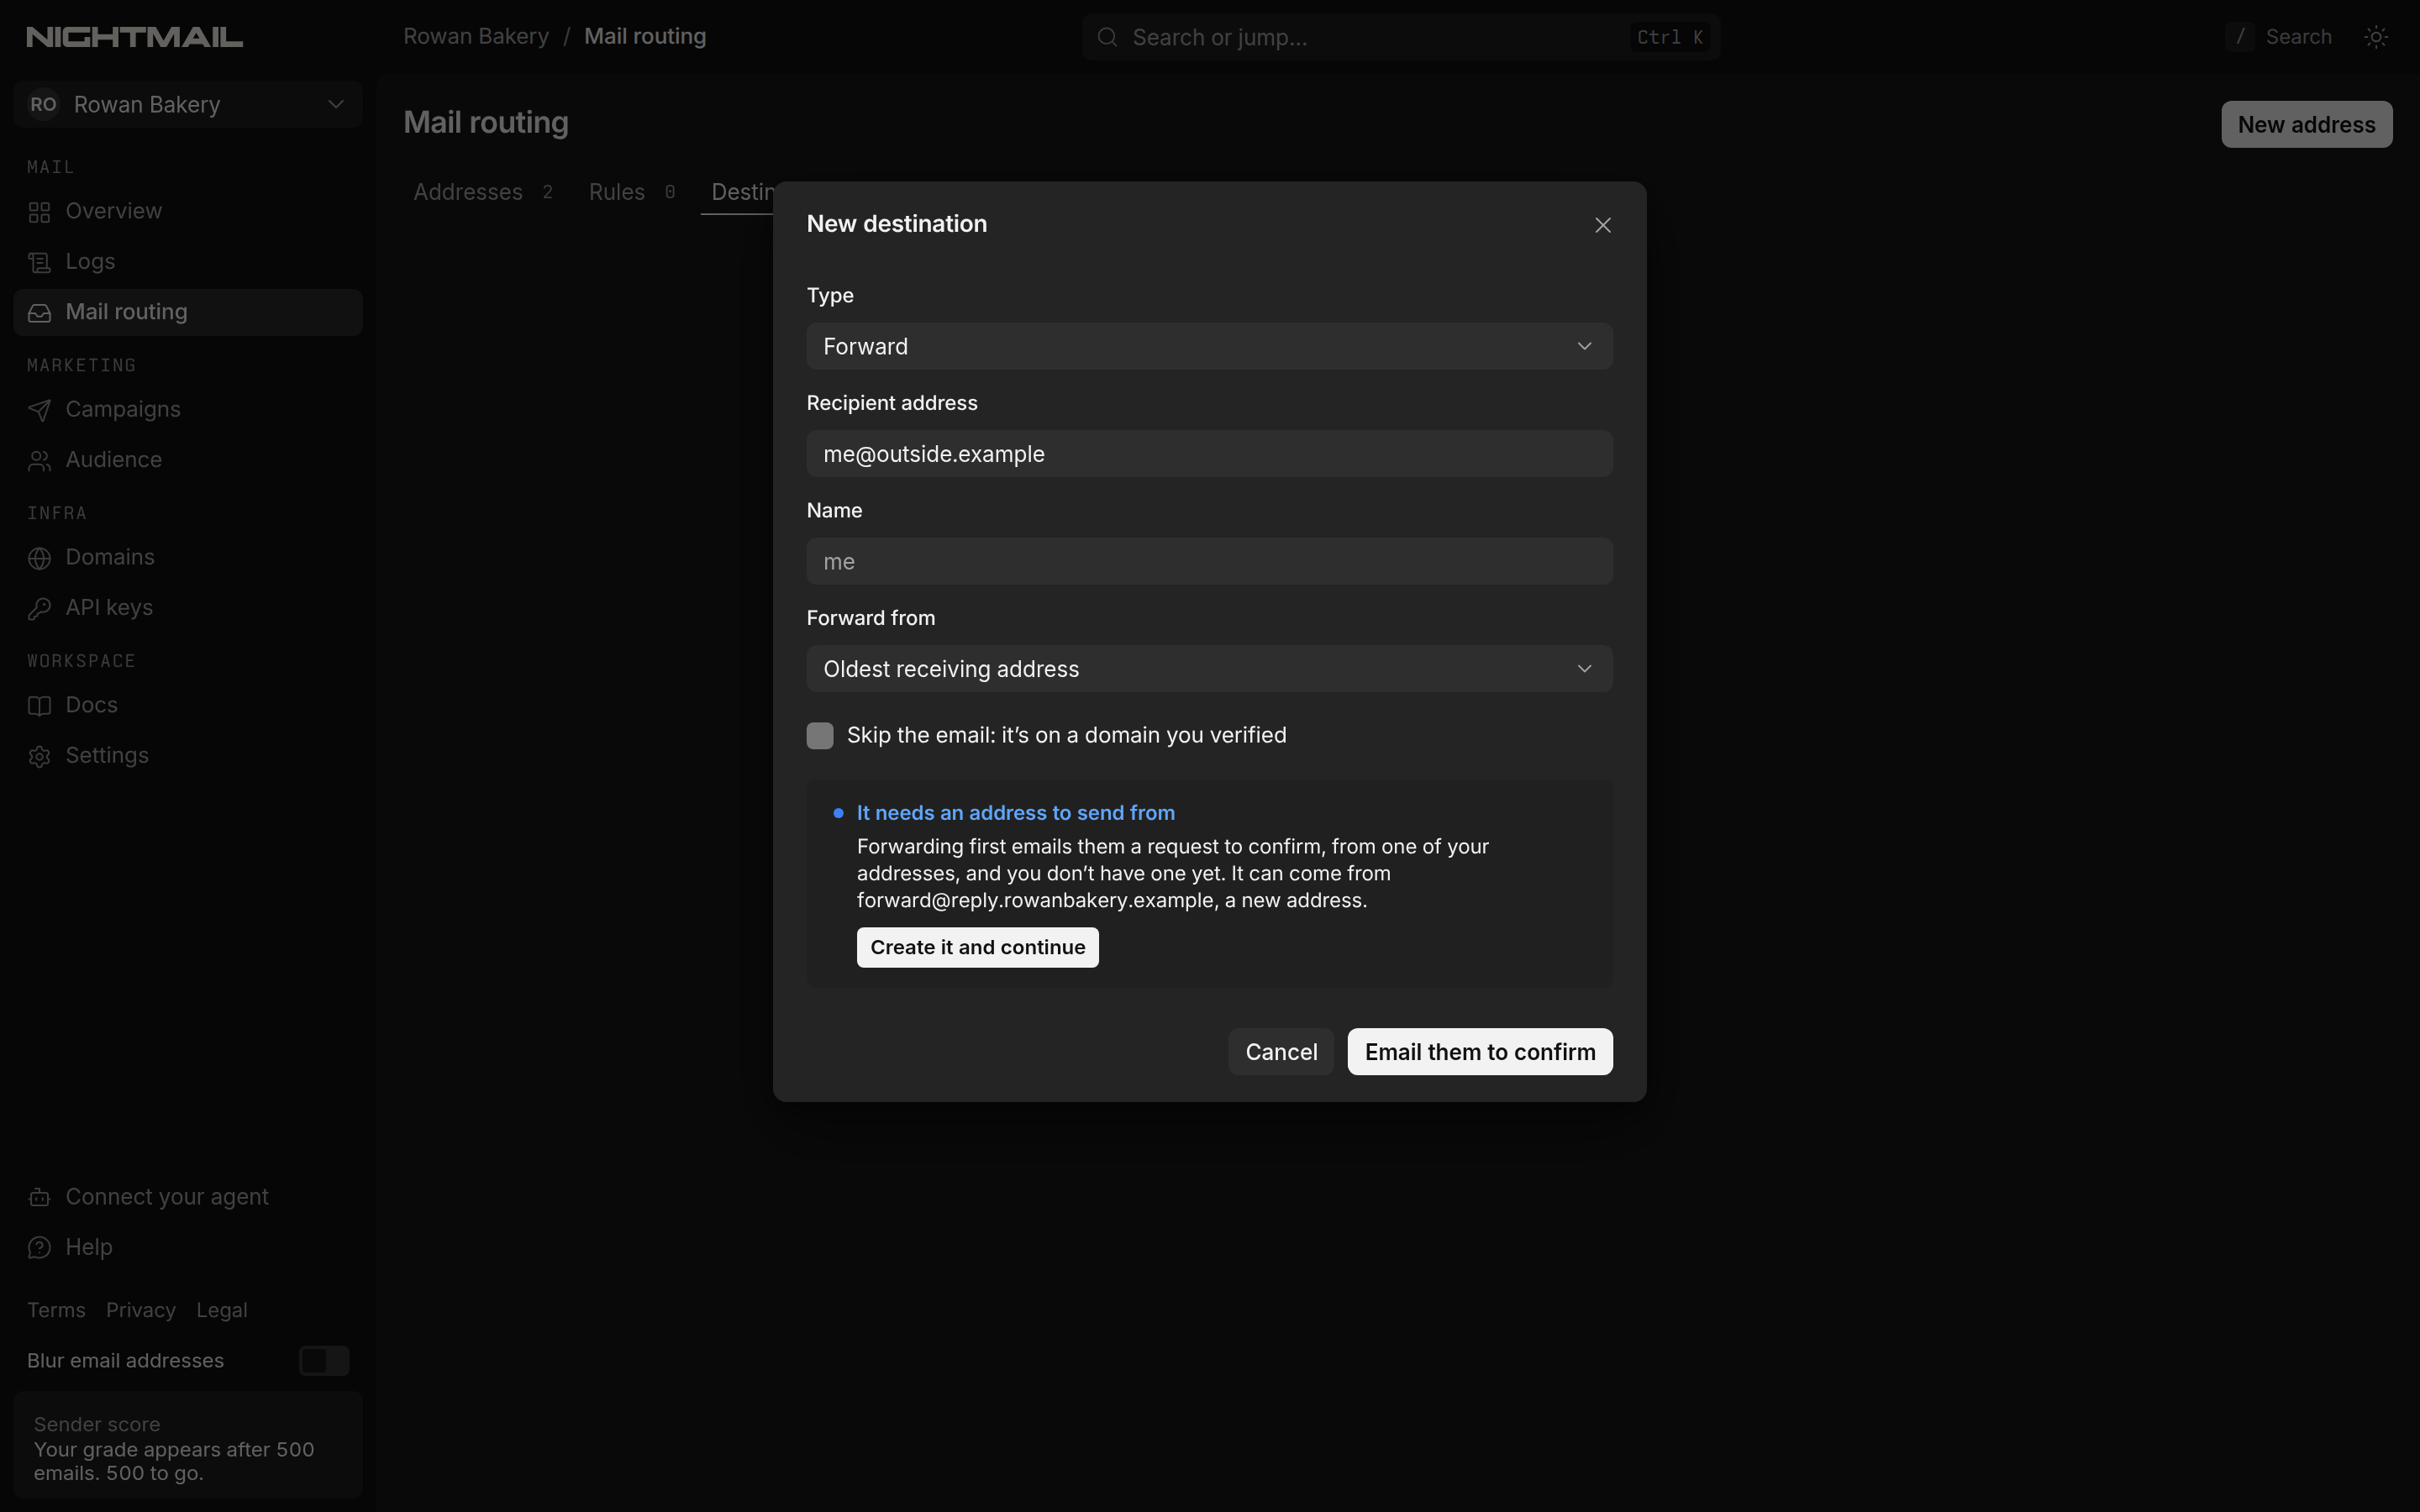 NIGHTMAIL
Rowan Bakery / Mail routing
Search or jump...
Ctrl K
/ Search
RO Rowan Bakery
MAIL
Overview
Logs
Mail routing
MARKETING
Campaigns
Audience
INFRA
Domains
API keys
WORKSPACE
Docs
Settings
Connect your agent
Help
Terms Privacy Legal
Blur email addresses
Sender score
Your grade appears after 500
emails. 500 to go.
Mail routing
New address
Addresses 2 Rules 0
New destination
Type
Forward
Recipient address
me@outside.example
Name
me
Forward from
Oldest receiving address
Skip the email: it’s on a domain you verified
It needs an address to send from
Forwarding first emails them a request to confirm, from one of your
addresses, and you don’t have one yet. It can come from
forward@reply.rowanbakery.example, a new address.
Create it and continue
Cancel
Email them to confirm